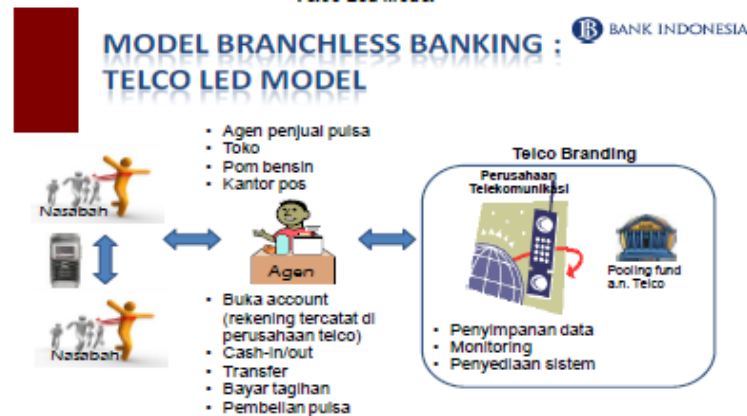 MODEL BRANCHLESS BANKING :
TELCO LED MODEL
BANK INDONESIA
• Agen penjual pulsa
• Toko
• Pom bensin
• Kantor pos
Nasabah
Nasabah
Agen
• Buka account
(rekening tercatat di
perusahaan telco)
• Cash-in/out
• Transfer
• Bayar tagihan
• Pembelian pulsa
Telco Branding
Perusahaan
Telekomunikasi
Pooling fund
a.n. Telco
• Penyimpanan data
• Monitoring
• Penyediaan sistem